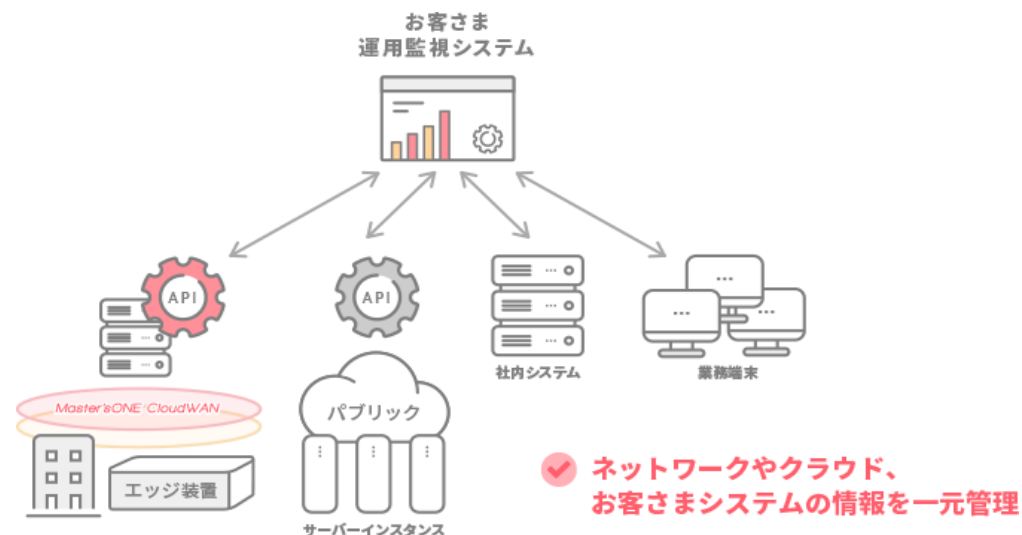 お客さま
運用監視システム
API
API
社内システム
業務端末
Master'sONE CloudWAN
パブリック
エッジ装置
サーバーインスタンス
ネットワークやクラウド、
お客さまシステムの情報を一元管理